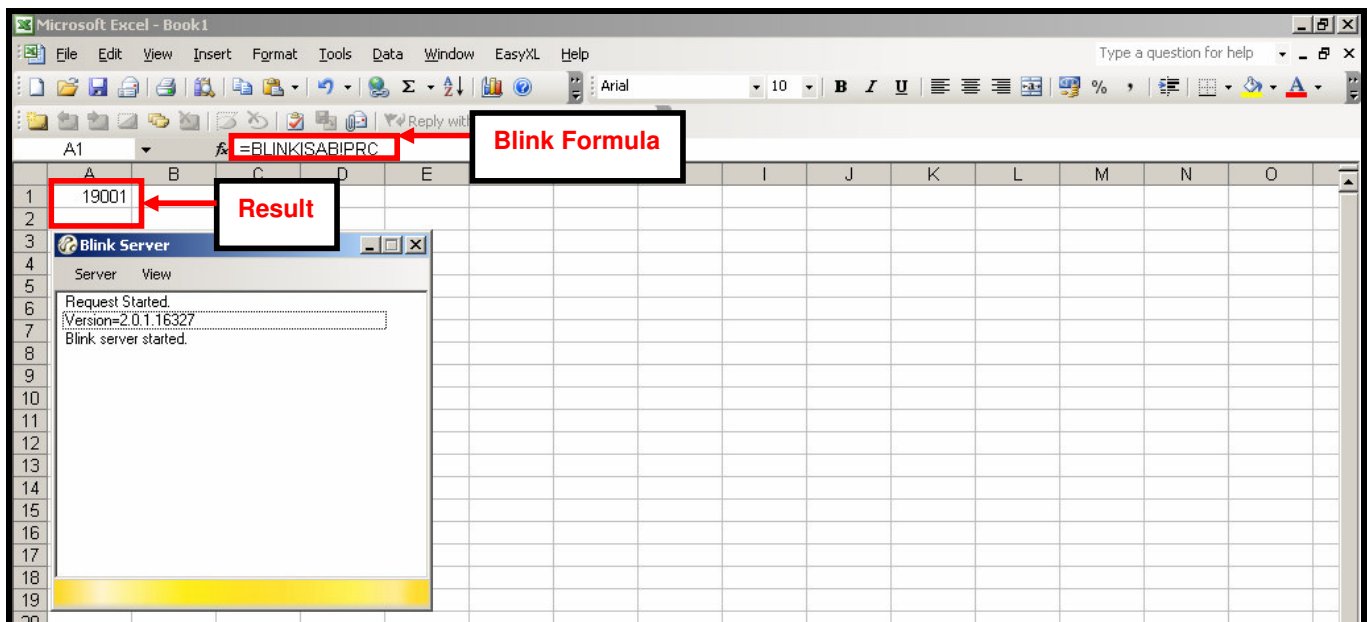 Microsoft Excel - Book1
File Edit View Insert Format Tools Data Window EasyXL Help Type a question for help
Arial 10 B I U % ,
Reply with
Blink Formula
A1 fx =BLINK|SAB!PRC
A B C D E I J K L M N O
1 19001
Result
2
3 Blink Server
4 Server View
5
6 Request Started.
7 Version=2.0.1.16327
8 Blink server started.
9
10
11
12
13
14
15
16
17
18
19
20